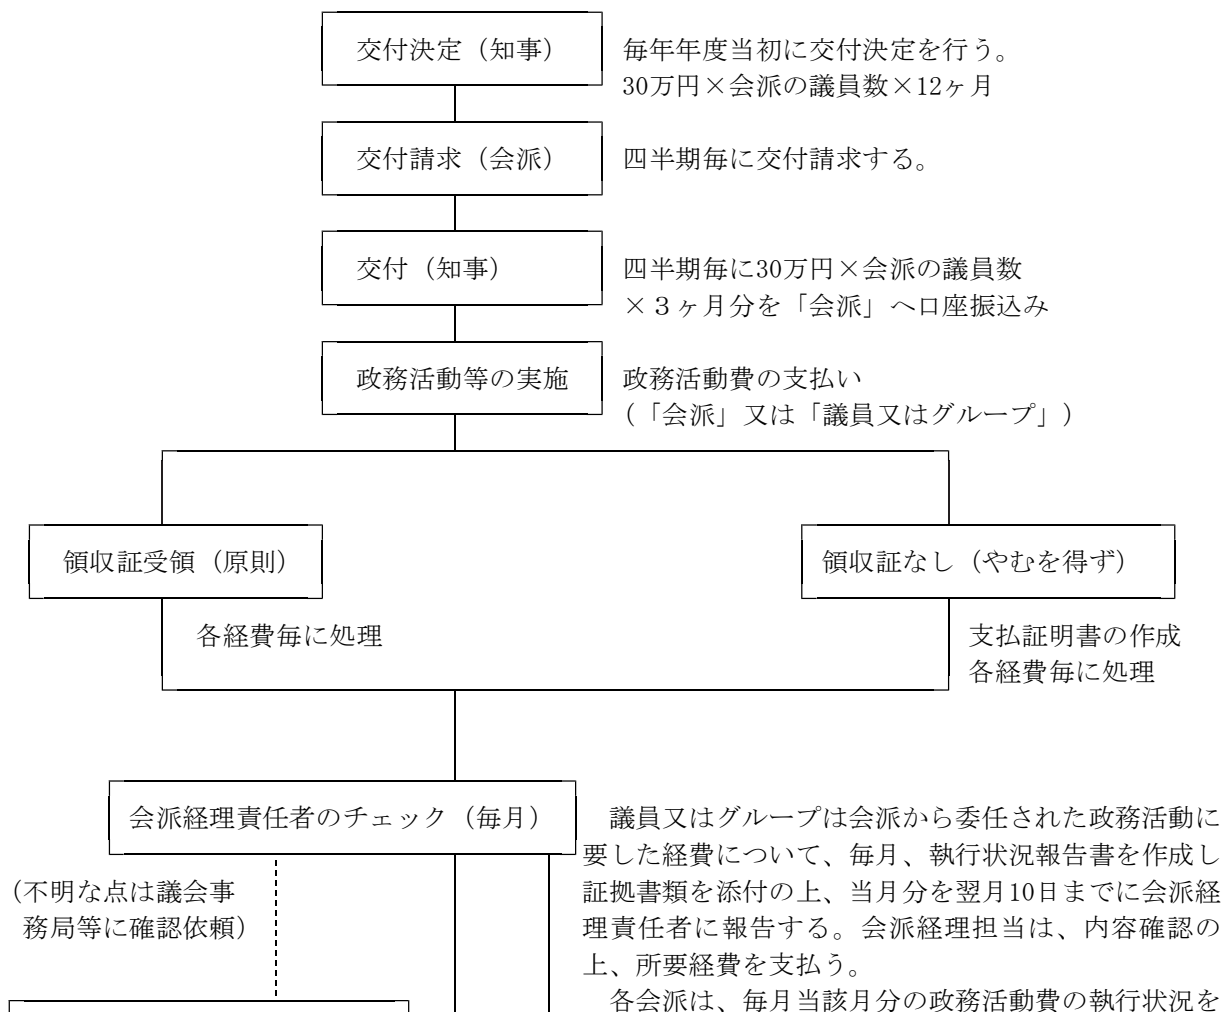 交付決定（知事）
毎年年度当初に交付決定を行う。
30万円×会派の議員数×12ヶ月
交付請求（会派）
四半期毎に交付請求する。
交付（知事）
四半期毎に30万円×会派の議員数
×３ヶ月分を「会派」へ口座振込み
政務活動等の実施
政務活動費の支払い
（「会派」又は「議員又はグループ」）
領収証受領（原則）
領収証なし（やむを得ず）
各経費毎に処理
支払証明書の作成
各経費毎に処理
会派経理責任者のチェック（毎月）
（不明な点は議会事
務局等に確認依頼）
議員又はグループは会派から委任された政務活動に
要した経費について、毎月、執行状況報告書を作成し
証拠書類を添付の上、当月分を翌月10日までに会派経
理責任者に報告する。会派経理担当は、内容確認の
上、所要経費を支払う。
各会派は、毎月当該月分の政務活動費の執行状況を